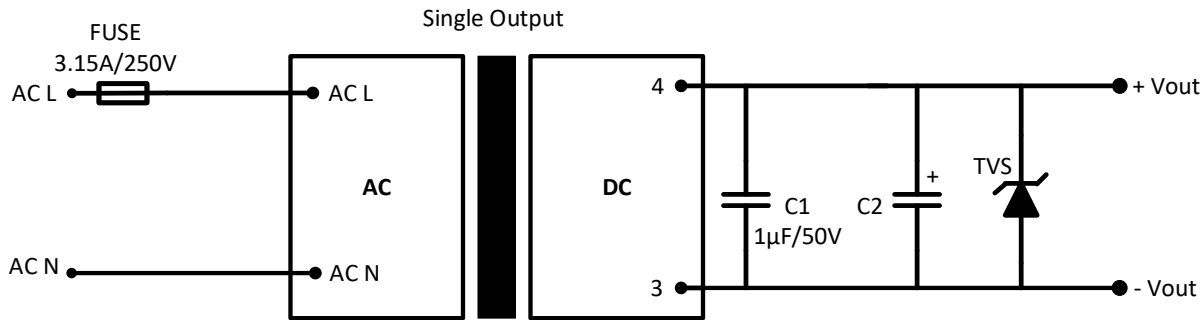 Single Output
FUSE
3.15A/250V
AC L
AC L
4
+ Vout
AC
DC
C1
1µF/50V
C2
+
TVS
AC N
AC N
3
- Vout